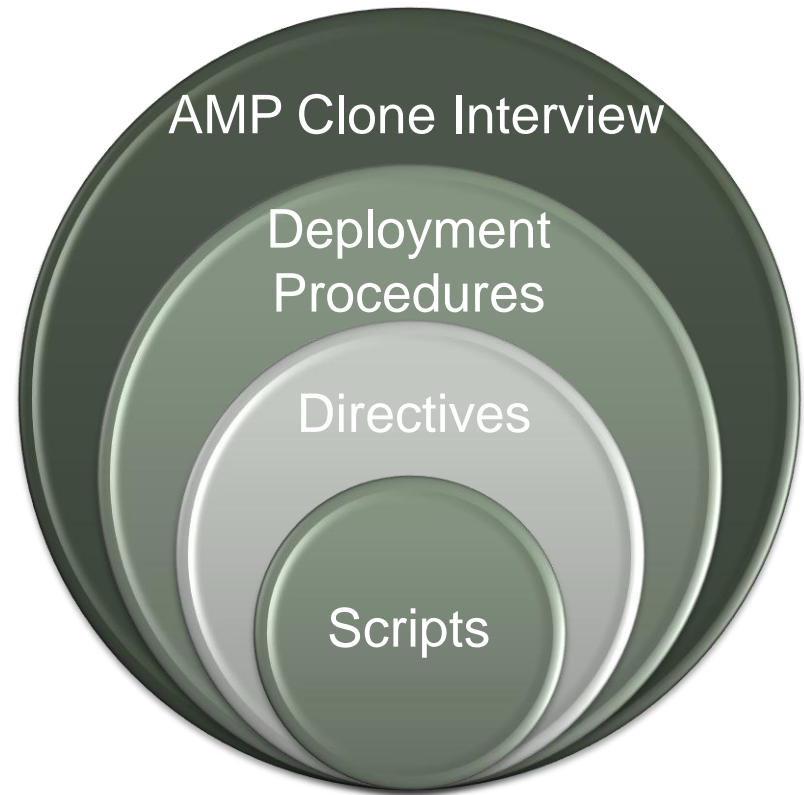 AMP Clone Interview
Deployment
Procedures
Directives
Scripts